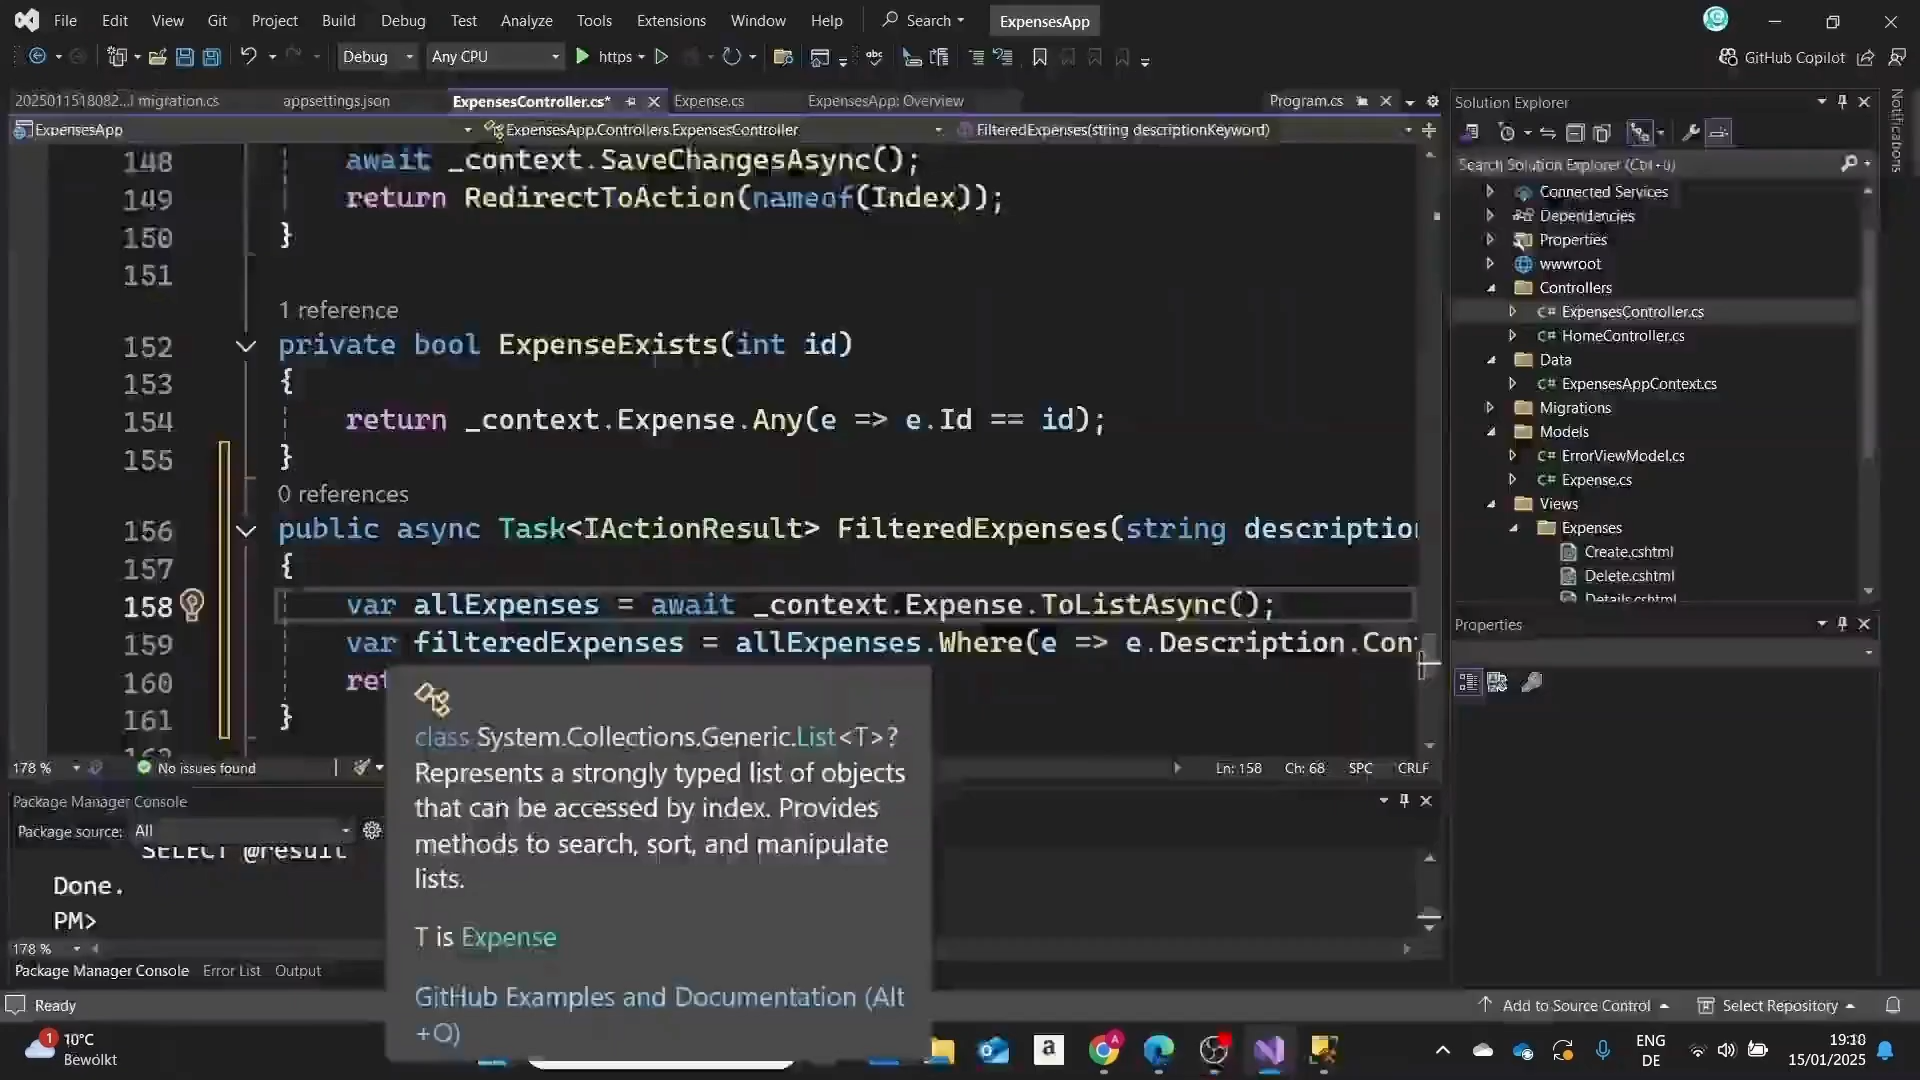 File Edit View Git Project Build Debug Test Analyze Tools Extensions Window Help Search ExpensesApp
Debug Any CPU https GitHub Copilot
2025011518082...l migration.cs appsettings.json ExpensesController.cs* Expense.cs ExpensesApp: Overview Program.cs
ExpensesApp ExpensesApp.Controllers.ExpensesController FilteredExpenses(string descriptionKeyword)
148 await _context.SaveChangesAsync();
149 return RedirectToAction(nameof(Index));
150 }
151
1 reference
152 private bool ExpenseExists(int id)
153 {
154 return _context.Expense.Any(e => e.Id == id);
155 }
0 references
156 public async Task<IActionResult> FilteredExpenses(string descriptio
157 {
158 var allExpenses = await _context.Expense.ToListAsync();
159 var filteredExpenses = allExpenses.Where(e => e.Description.Con
160 ret
161 }
class System.Collections.Generic.List<T>?
Represents a strongly typed list of objects
that can be accessed by index. Provides
methods to search, sort, and manipulate
lists.
T is Expense
GitHub Examples and Documentation (Alt
+O)
178 % No issues found Ln: 158 Ch: 68 SPC CRLF
Package Manager Console
Package source: All
SELECT @result
Done.
PM>
178 %
Package Manager Console Error List Output
Solution Explorer
Search Solution Explorer (Ctrl+ü)
Connected Services
Dependencies
Properties
wwwroot
Controllers
C# ExpensesController.cs
C# HomeController.cs
Data
C# ExpensesAppContext.cs
Migrations
Models
C# ErrorViewModel.cs
C# Expense.cs
Views
Expenses
Create.cshtml
Delete.cshtml
Details.cshtml
Properties
Notifications
Ready Add to Source Control Select Repository
1 10°C
Bewölkt
ENG
DE
19:18
15/01/2025